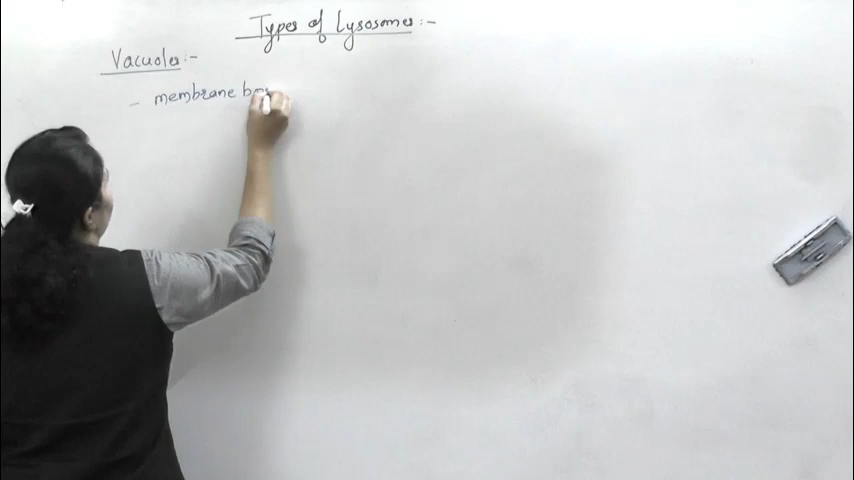 Types of Lysosomes :-
Vacuoles :-
- membrane